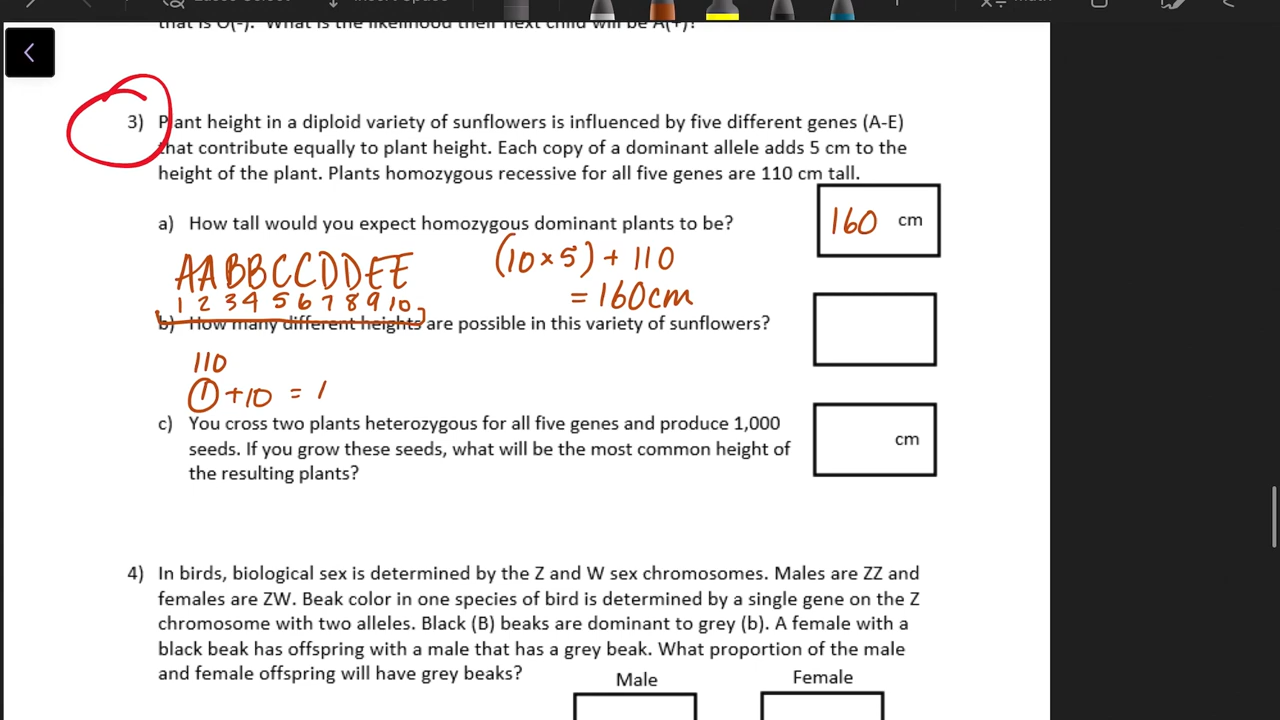 that is O(-). What is the likelihood their next child will be A(+)?
3) Plant height in a diploid variety of sunflowers is influenced by five different genes (A-E)
that contribute equally to plant height. Each copy of a dominant allele adds 5 cm to the
height of the plant. Plants homozygous recessive for all five genes are 110 cm tall.
a) How tall would you expect homozygous dominant plants to be?
160 cm
AABBCCDDEE
1 2 3 4 5 6 7 8 9 10
(10 × 5) + 110
= 160cm
b) How many different heights are possible in this variety of sunflowers?
110
1 + 10 = 1
c) You cross two plants heterozygous for all five genes and produce 1,000
seeds. If you grow these seeds, what will be the most common height of
the resulting plants?
cm
4) In birds, biological sex is determined by the Z and W sex chromosomes. Males are ZZ and
females are ZW. Beak color in one species of bird is determined by a single gene on the Z
chromosome with two alleles. Black (B) beaks are dominant to grey (b). A female with a
black beak has offspring with a male that has a grey beak. What proportion of the male
and female offspring will have grey beaks?
Male
Female